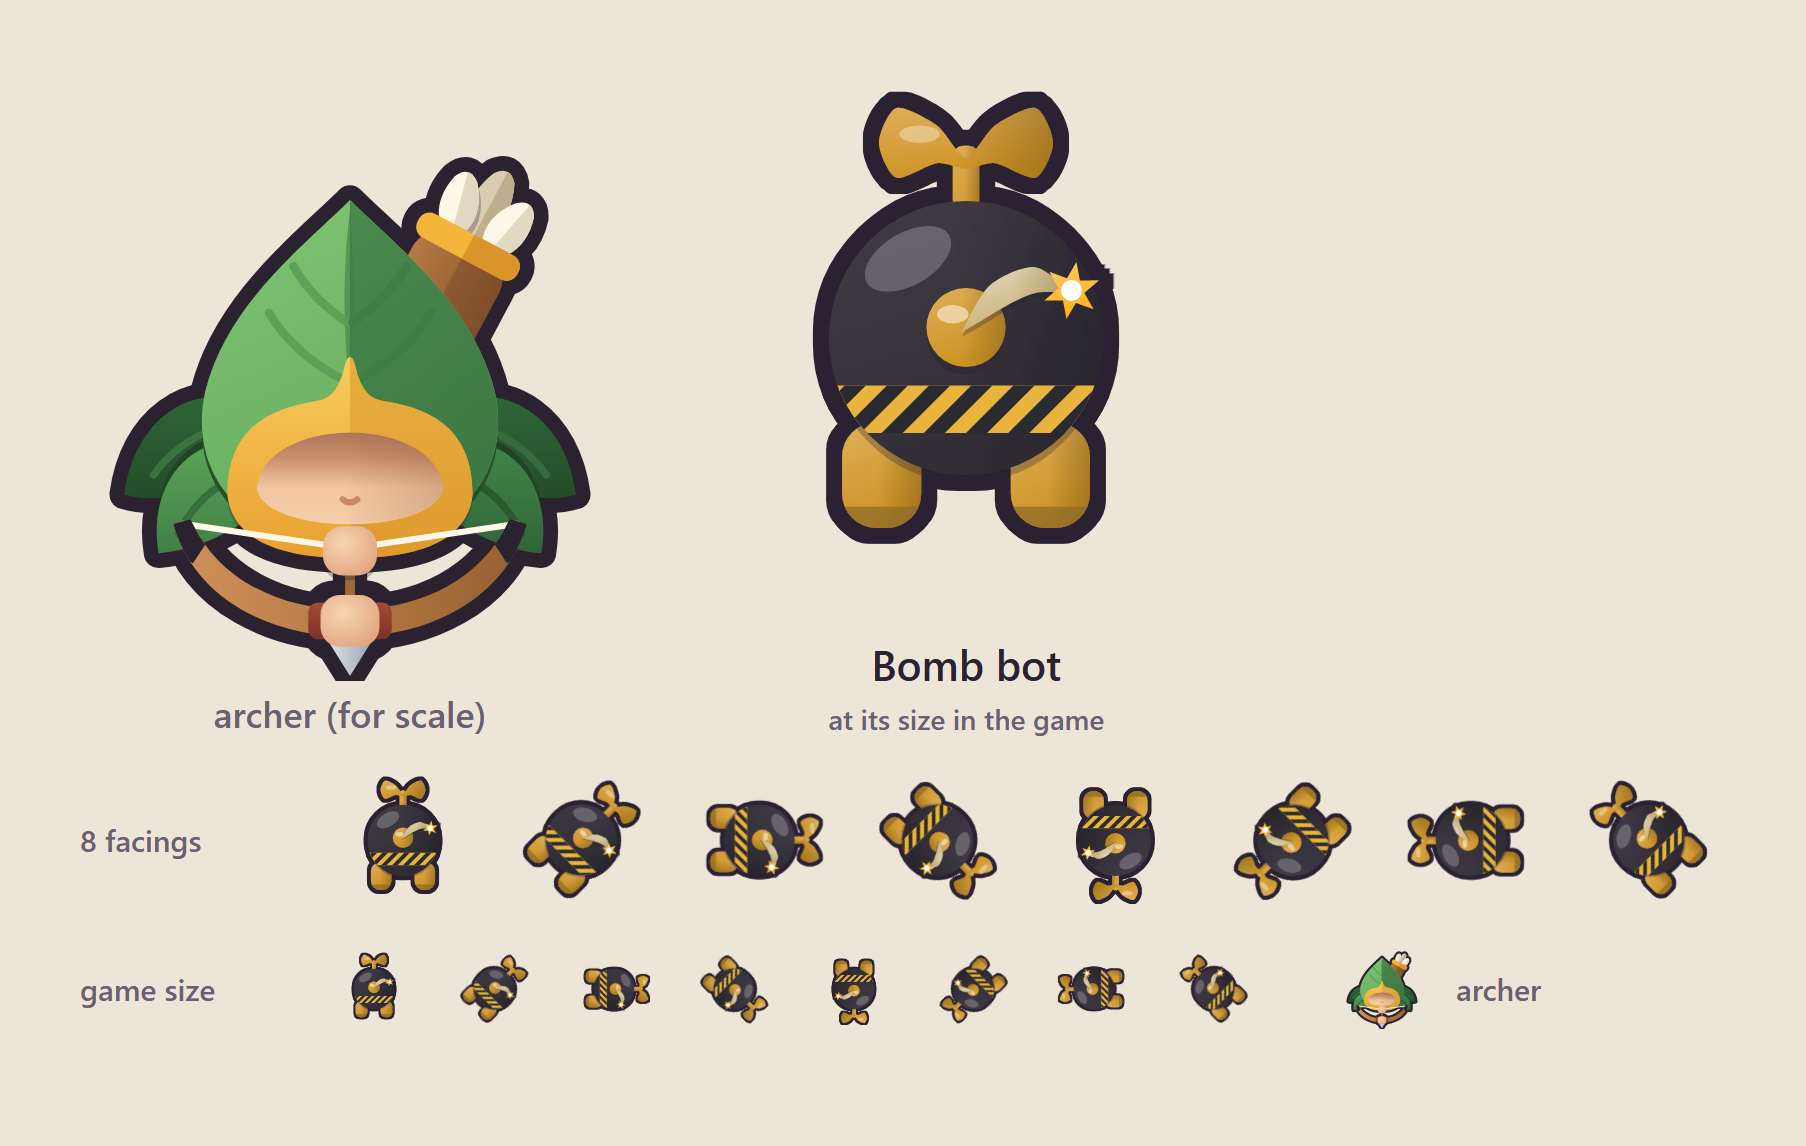 Bomb bot
archer (for scale)
at its size in the game
8 facings
game size
archer